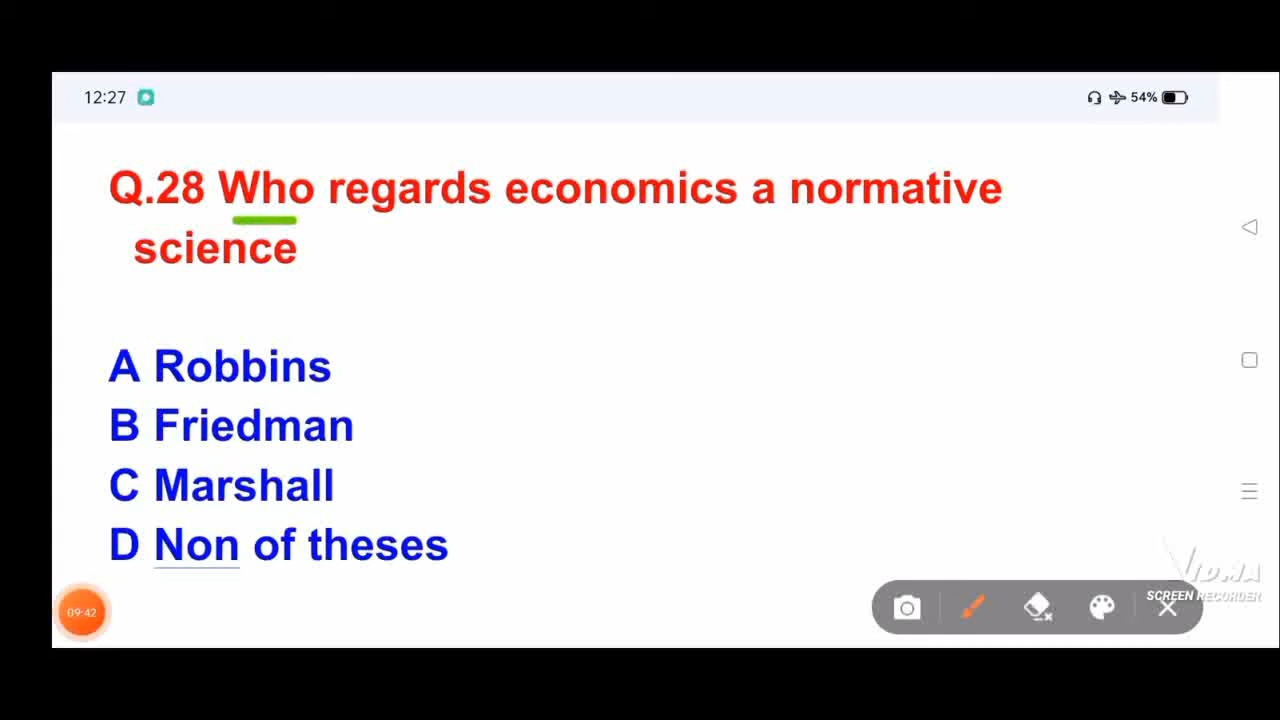 12:27
54%
Q.28 Who regards economics a normative
science
A Robbins
B Friedman
C Marshall
D Non of theses
09:42
VIDMA
SCREEN RECORDER